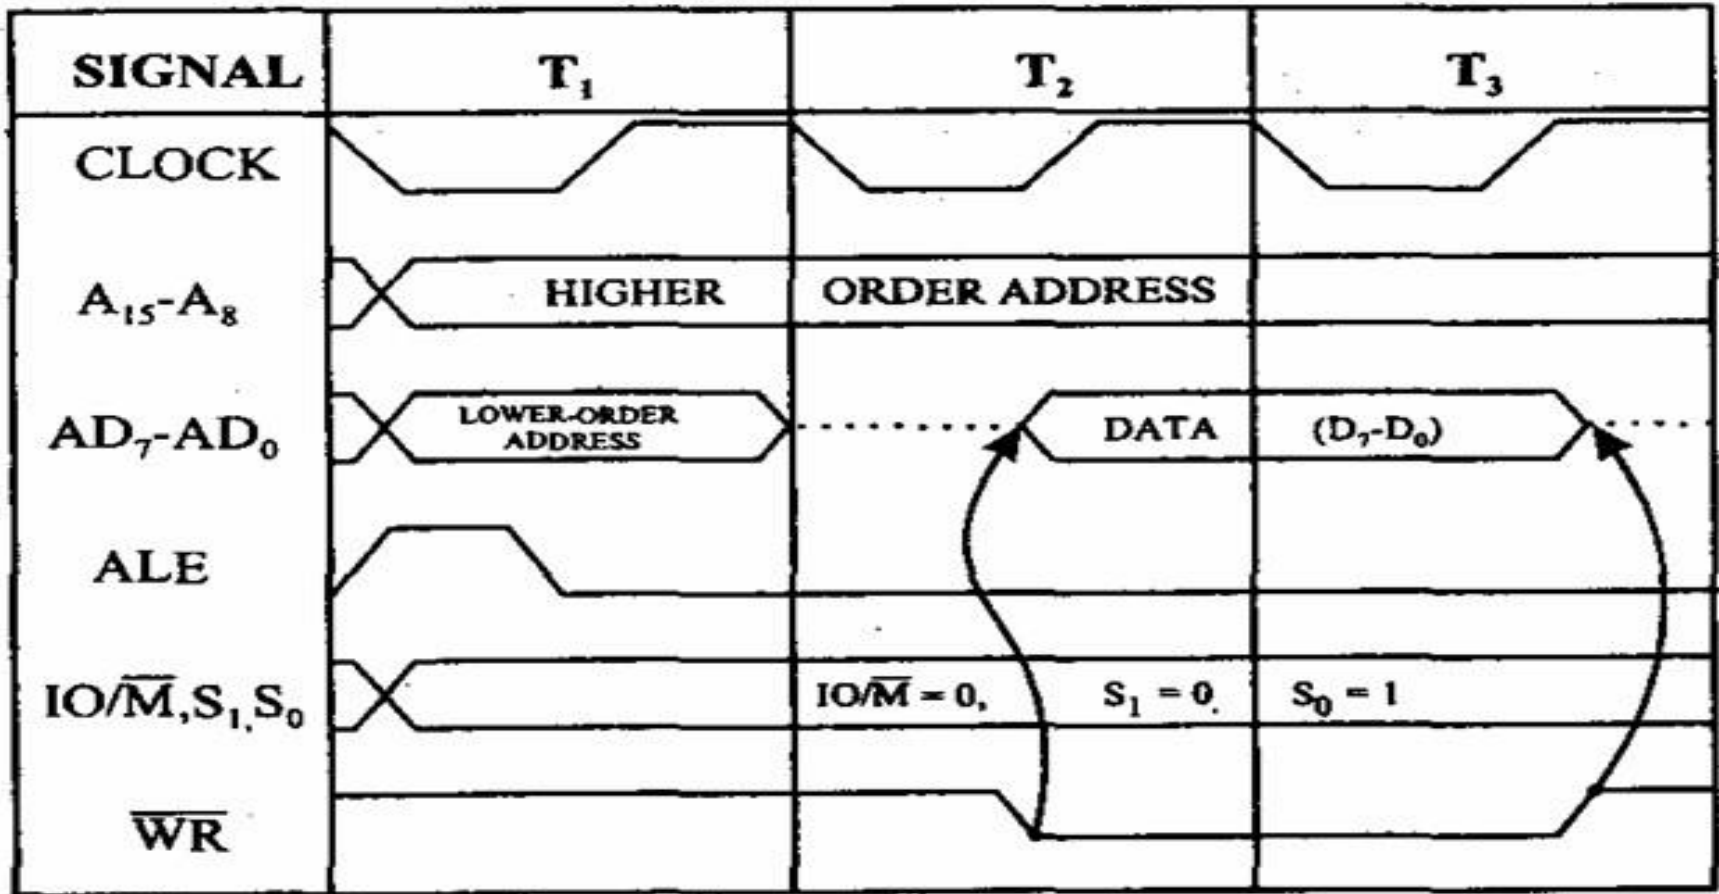 SIGNAL T₁ T₂ T₃
CLOCK
A₁₅-A₈ HIGHER ORDER ADDRESS
AD₇-AD₀ LOWER-ORDER ADDRESS DATA (D₇-D₀)
ALE
IO/M̅,S₁,S₀ IO/M̅ = 0, S₁ = 0, S₀ = 1
W̅R̅